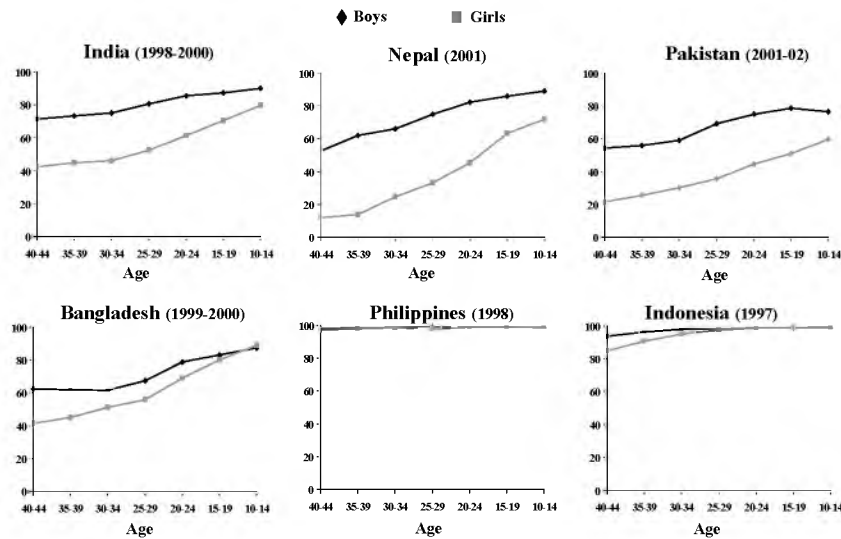 Boys Girls
India (1998-2000)
100
80
60
40
20
0
40-44 35-39 30-34 25-29 20-24 15-19 10-14
Age
Nepal (2001)
100
80
60
40
20
0
40-44 35-39 30-34 25-29 20-24 15-19 10-14
Age
Pakistan (2001-02)
100
80
60
40
20
0
40-44 35-39 30-34 25-29 20-24 15-19 10-14
Age
Bangladesh (1999-2000)
100
80
60
40
20
0
40-44 35-39 30-34 25-29 20-24 15-19 10-14
Age
Philippines (1998)
100
80
60
40
20
0
40-44 35-39 30-34 25-29 20-24 15-19 10-14
Age
Indonesia (1997)
100
80
60
40
20
0
40-44 35-39 30-34 25-29 20-24 15-19 10-14
Age